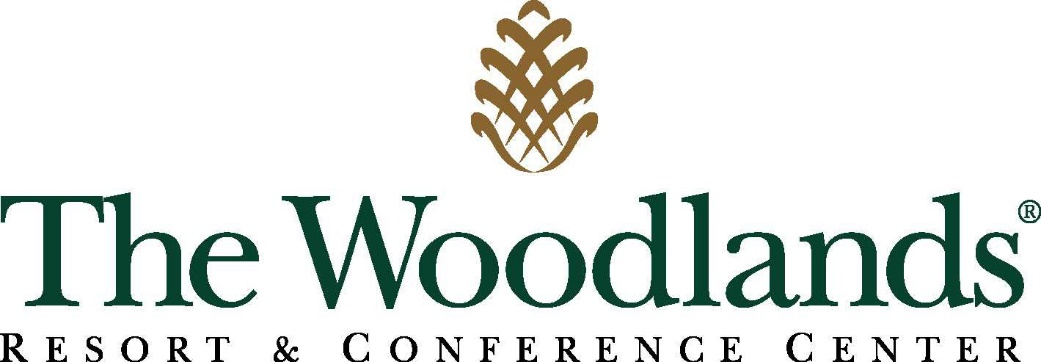 The Woodlands®
RESORT & CONFERENCE CENTER